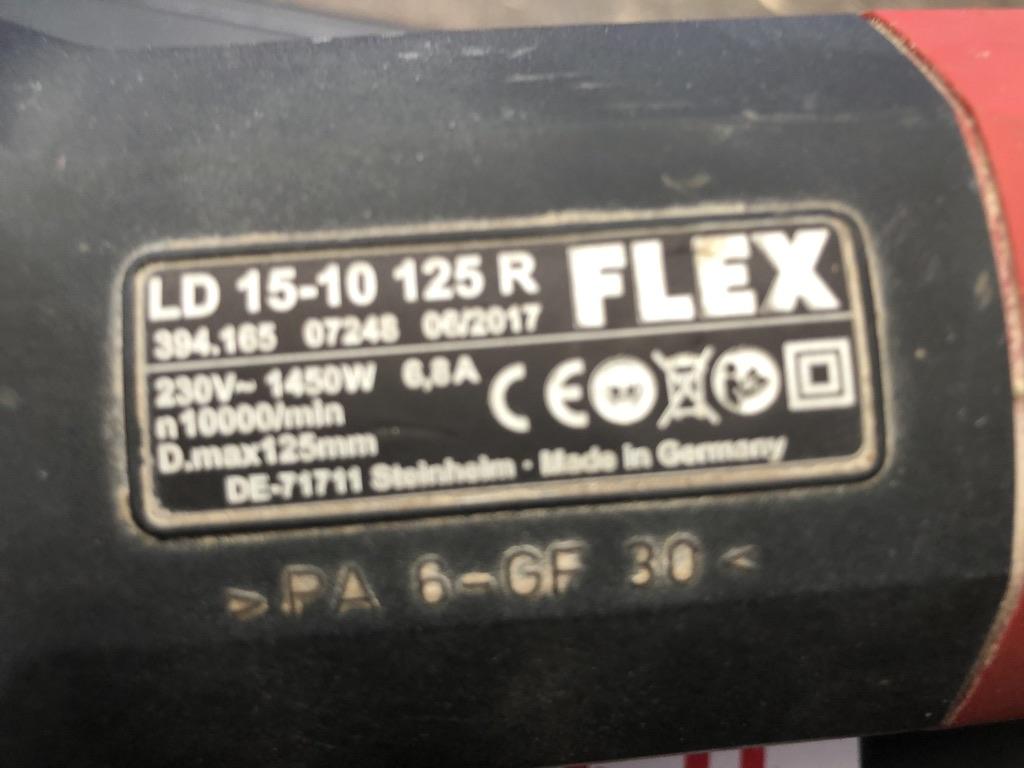 LD 15-10 125 R FLEX
394.165 07248 06/2017
230V~ 1450W 6,8A CE
n10000/min
D.max125mm
DE-71711 Steinheim · Made in Germany
>PA 6-GF 30<